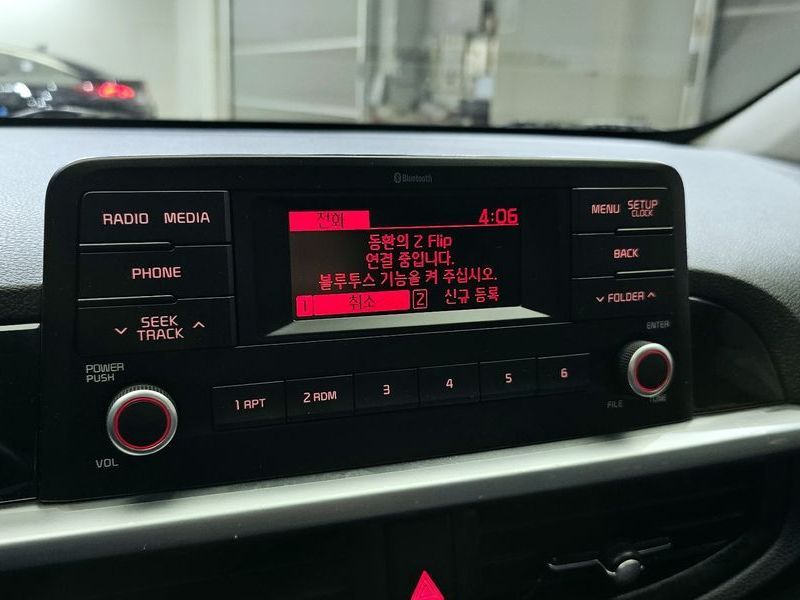 Bluetooth
RADIO MEDIA
PHONE
SEEK
TRACK
POWER
PUSH
VOL
전화 4:06
동환의 Z Flip
연결 중입니다.
블루투스 기능을 켜 주십시오.
1 취소 2 신규 등록
MENU SETUP
CLOCK
BACK
FOLDER
ENTER
FILE TUNE
1 RPT 2 RDM 3 4 5 6